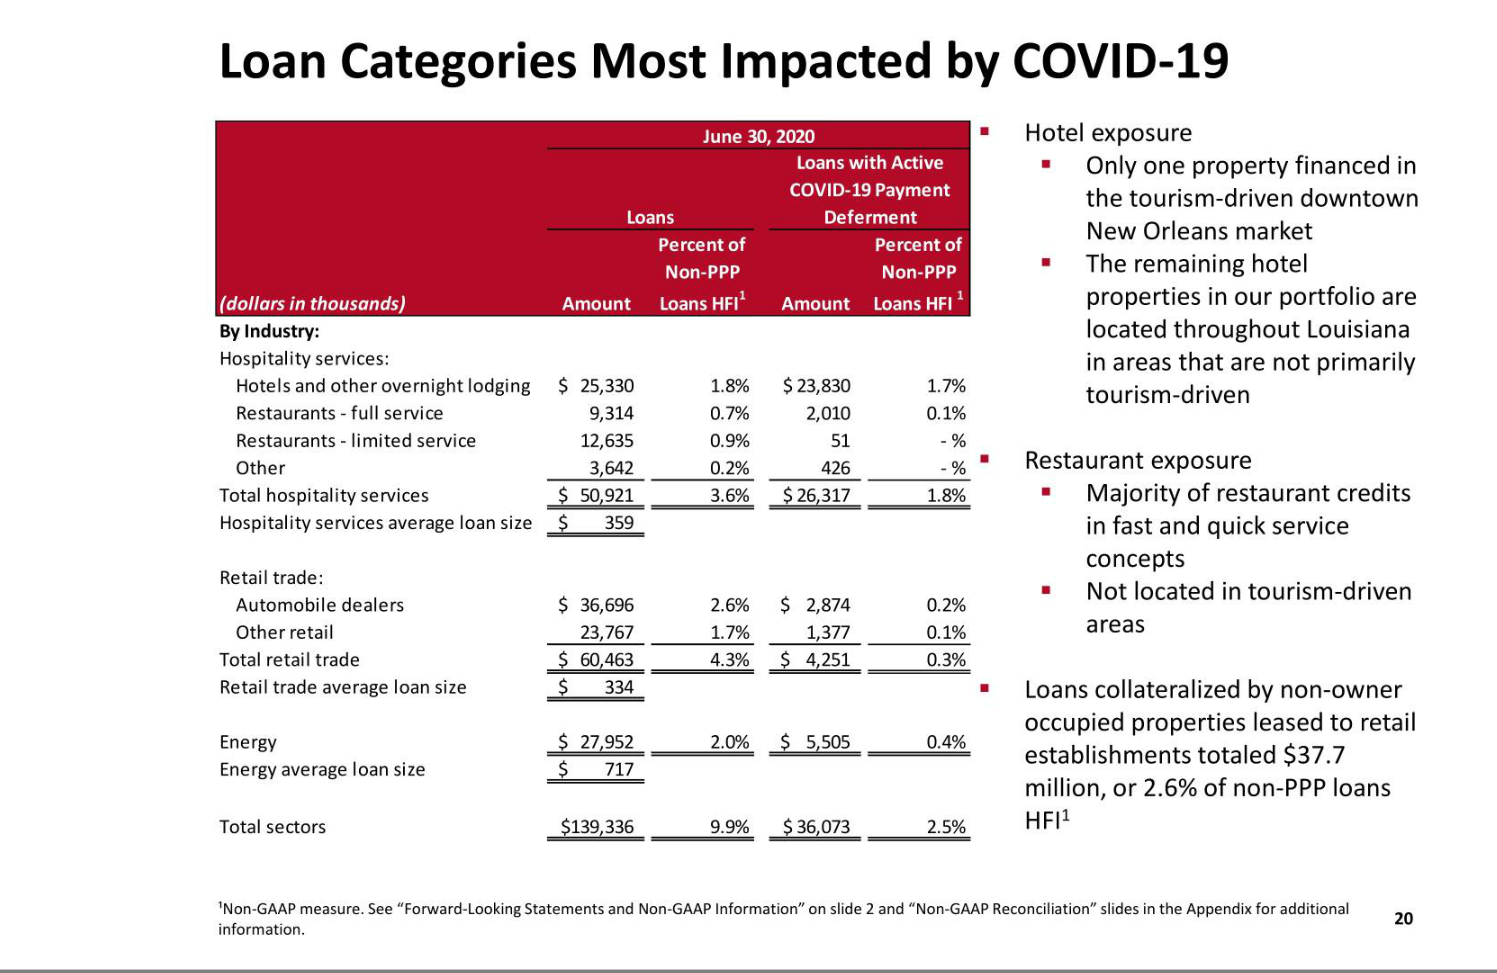 Loan Categories Most Impacted by COVID-19
June 30, 2020
Loans with Active
COVID-19 Payment
Loans Deferment
Percent of Percent of
Non-PPP Non-PPP
(dollars in thousands) Amount Loans HFI¹ Amount Loans HFI ¹
By Industry:
Hospitality services:
Hotels and other overnight lodging $ 25,330 1.8% $ 23,830 1.7%
Restaurants - full service 9,314 0.7% 2,010 0.1%
Restaurants - limited service 12,635 0.9% 51 - %
Other 3,642 0.2% 426 - %
Total hospitality services $ 50,921 3.6% $ 26,317 1.8%
Hospitality services average loan size $ 359
Retail trade:
Automobile dealers $ 36,696 2.6% $ 2,874 0.2%
Other retail 23,767 1.7% 1,377 0.1%
Total retail trade $ 60,463 4.3% $ 4,251 0.3%
Retail trade average loan size $ 334
Energy $ 27,952 2.0% $ 5,505 0.4%
Energy average loan size $ 717
Total sectors $139,336 9.9% $ 36,073 2.5%
▪ Hotel exposure
▪ Only one property financed in
the tourism-driven downtown
New Orleans market
▪ The remaining hotel
properties in our portfolio are
located throughout Louisiana
in areas that are not primarily
tourism-driven
▪ Restaurant exposure
▪ Majority of restaurant credits
in fast and quick service
concepts
▪ Not located in tourism-driven
areas
▪ Loans collateralized by non-owner
occupied properties leased to retail
establishments totaled $37.7
million, or 2.6% of non-PPP loans
HFI¹
¹Non-GAAP measure. See “Forward-Looking Statements and Non-GAAP Information” on slide 2 and “Non-GAAP Reconciliation” slides in the Appendix for additional
information.
20